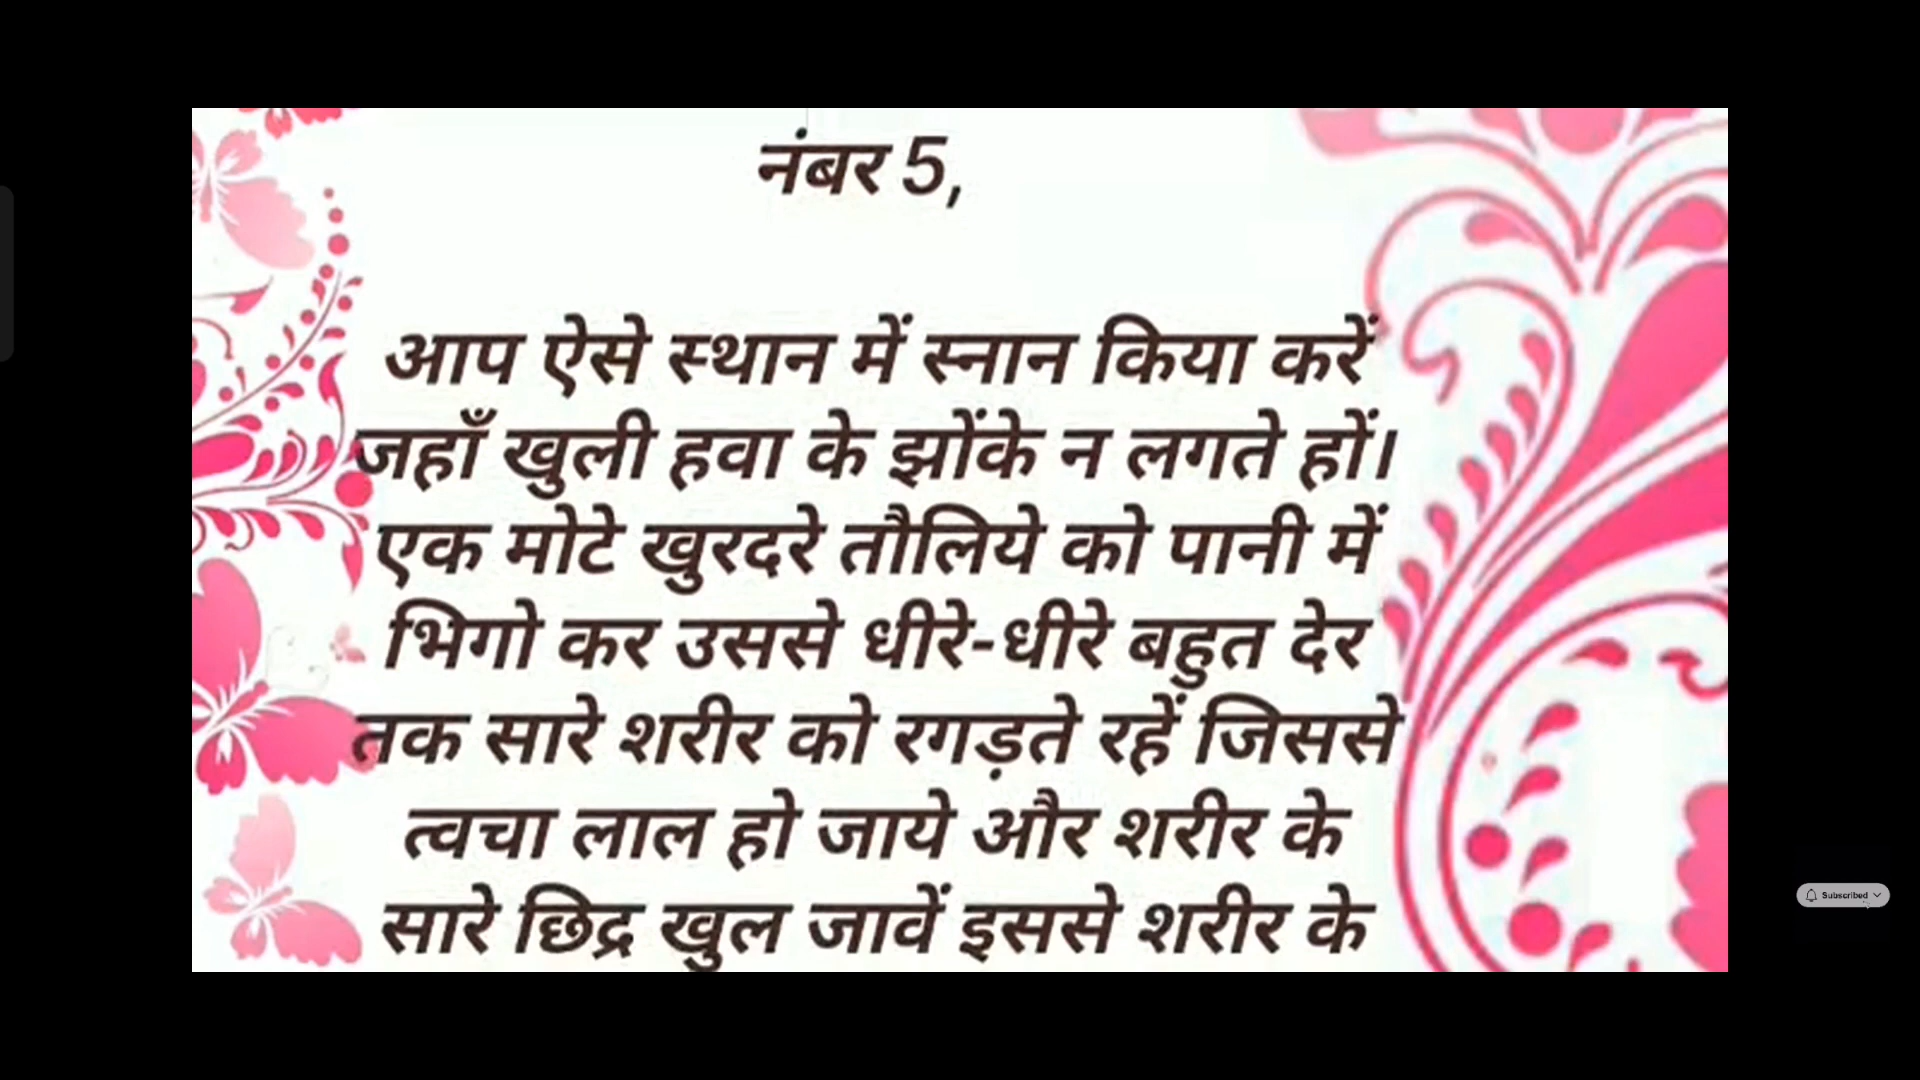 नंबर 5,
आप ऐसे स्थान में स्नान किया करें
जहाँ खुली हवा के झोंके न लगते हों।
एक मोटे खुरदरे तौलिये को पानी में
भिगो कर उससे धीरे-धीरे बहुत देर
तक सारे शरीर को रगड़ते रहें जिससे
त्वचा लाल हो जाये और शरीर के
सारे छिद्र खुल जावें इससे शरीर के
Subscribed